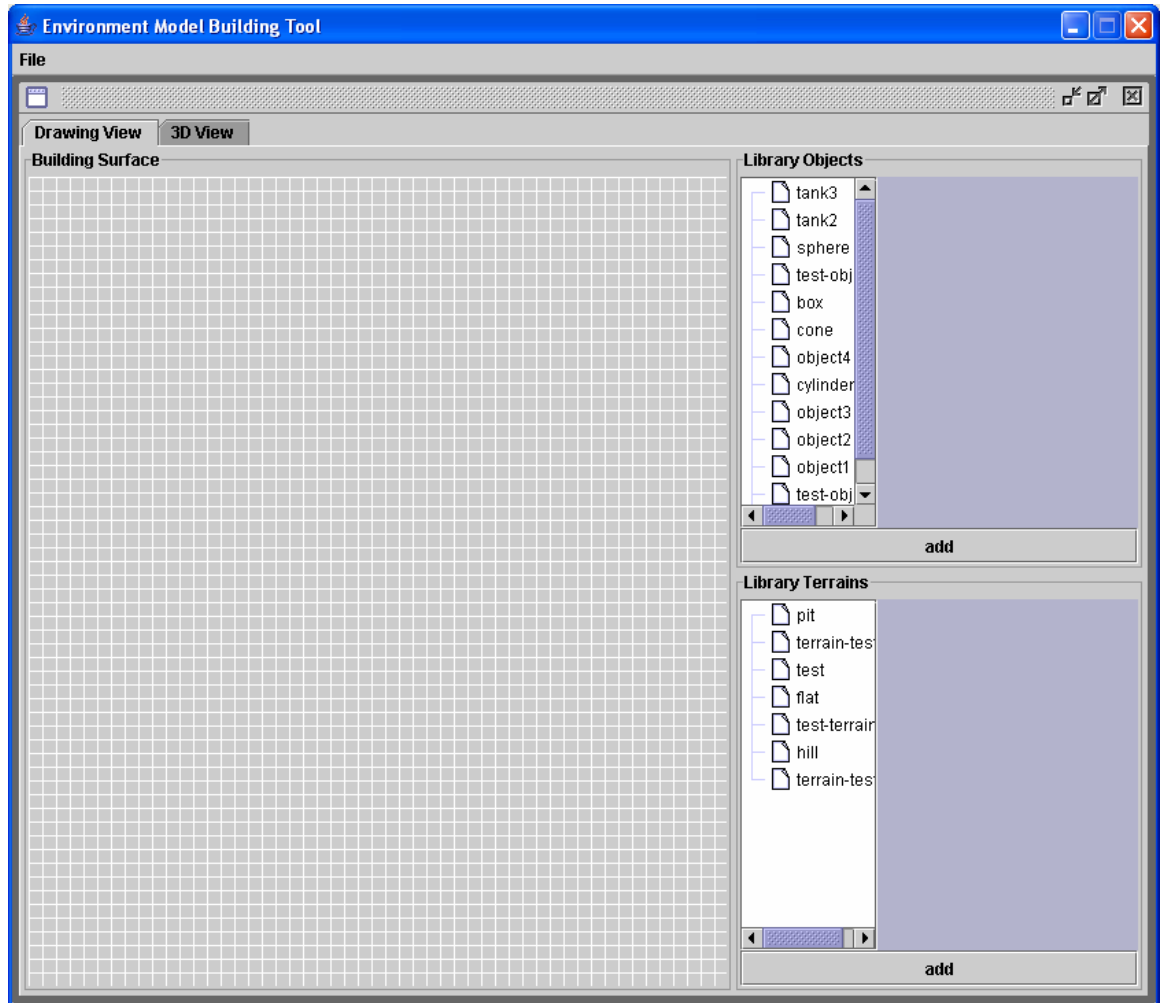 Environment Model Building Tool
File
Drawing View 3D View
Building Surface
Library Objects
tank3
tank2
sphere
test-obj
box
cone
object4
cylinder
object3
object2
object1
test-obj
add
Library Terrains
pit
terrain-test
test
flat
test-terrain
hill
terrain-test
add